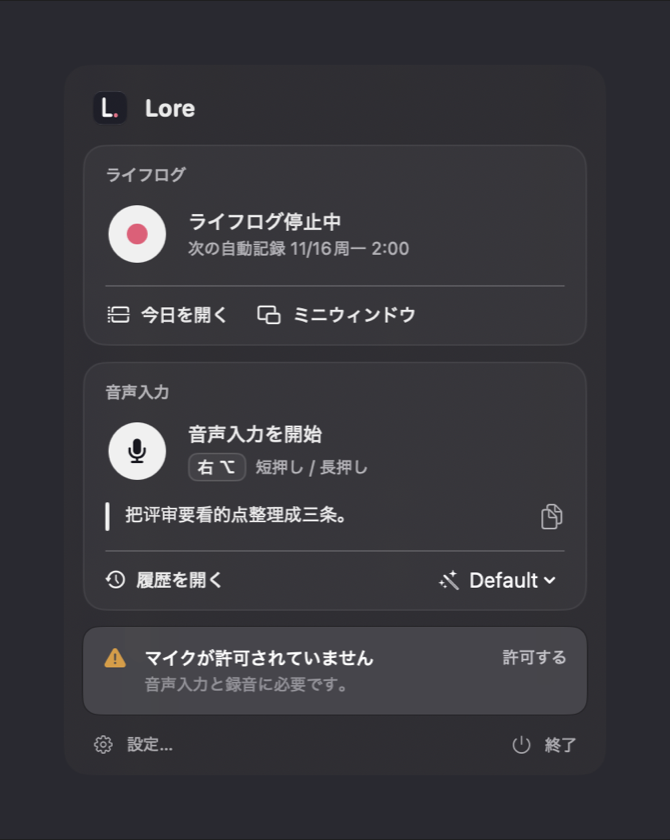 L. Lore
ライフログ
ライフログ停止中
次の自動記録 11/16周一 2:00
今日を開く ミニウィンドウ
音声入力
音声入力を開始
右 ⌥ 短押し / 長押し
把评审要看的点整理成三条。
履歴を開く Default
マイクが許可されていません 許可する
音声入力と録音に必要です。
設定... 終了